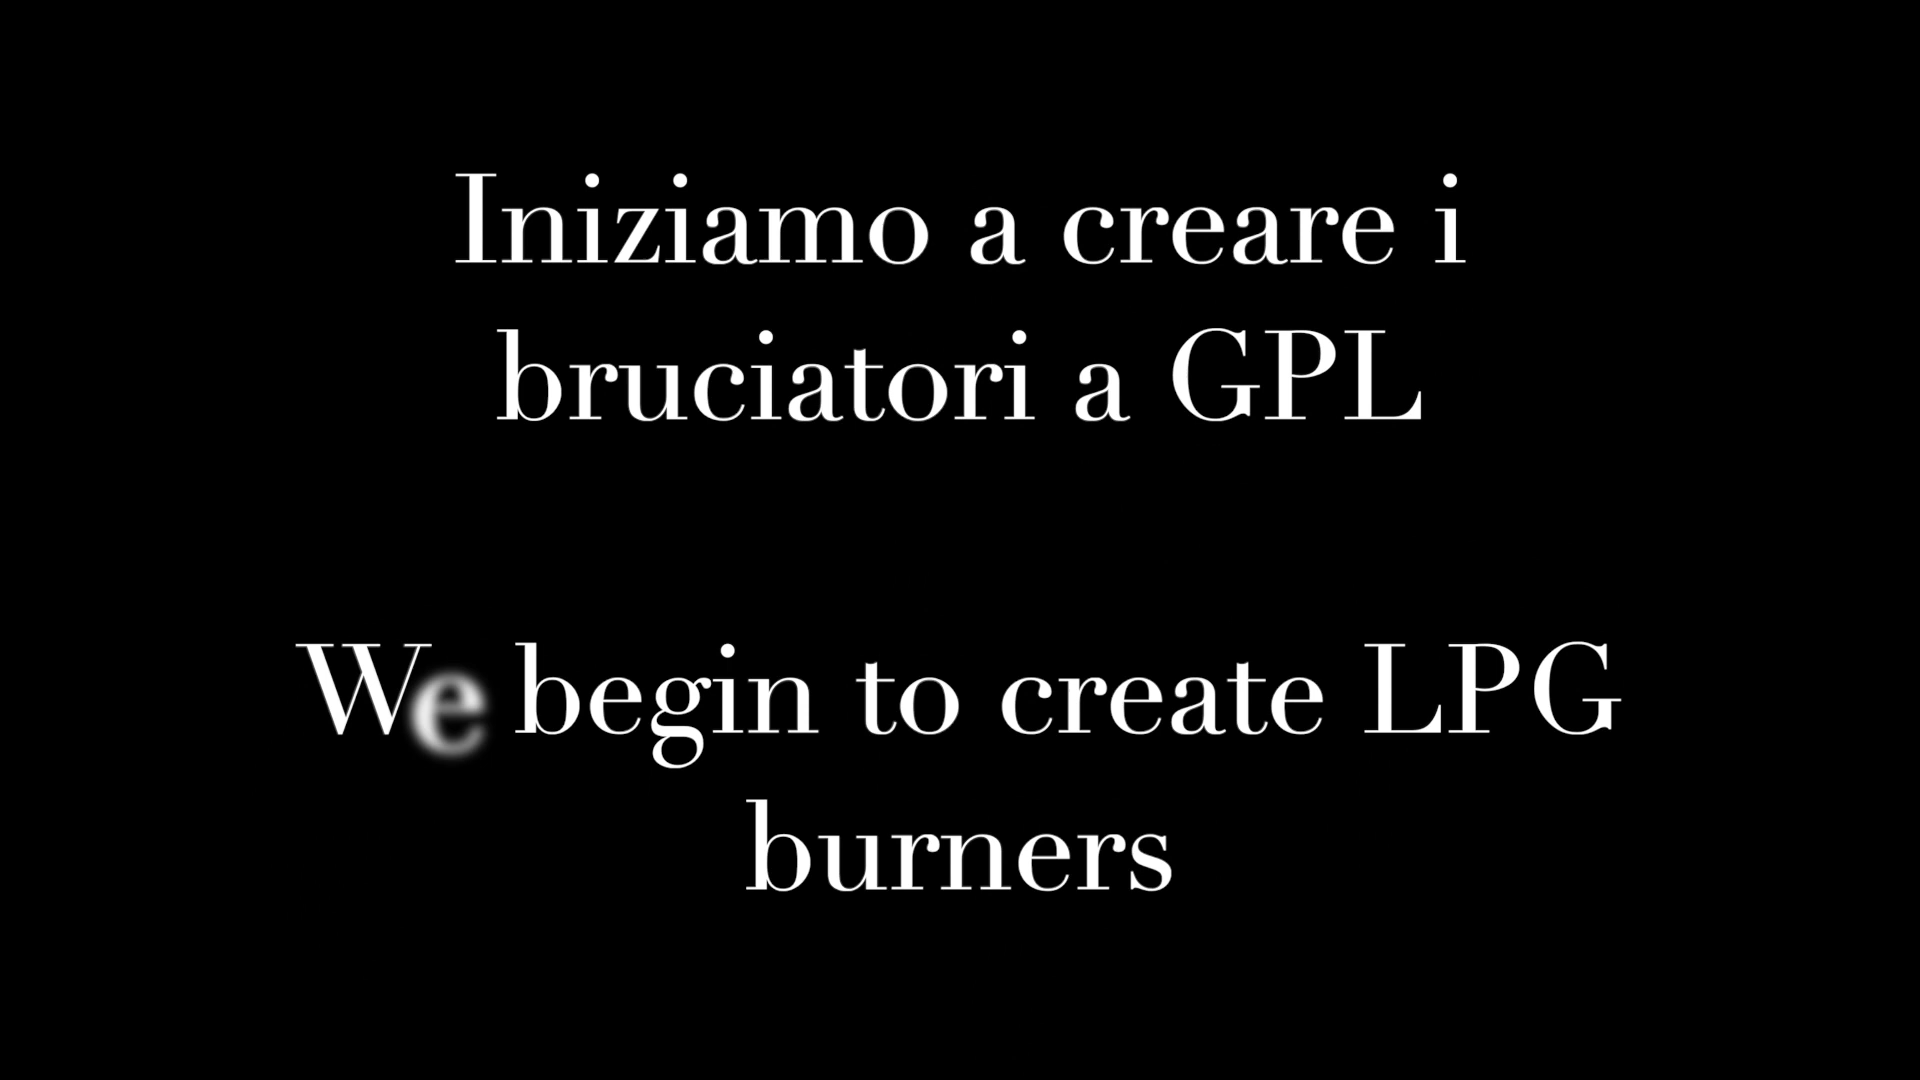 Iniziamo a creare i
bruciatori a GPL
We begin to create LPG
burners